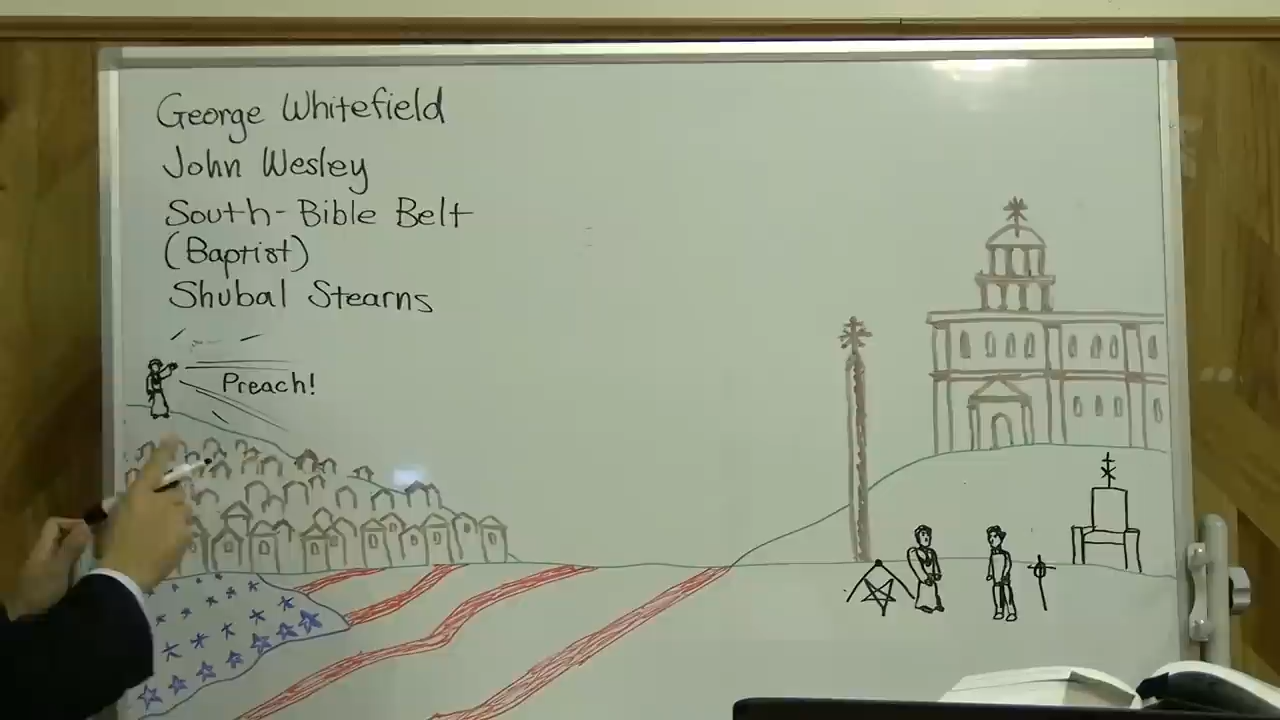 George Whitefield
John Wesley
South-Bible Belt
(Baptist)
Shubal Stearns
Preach!